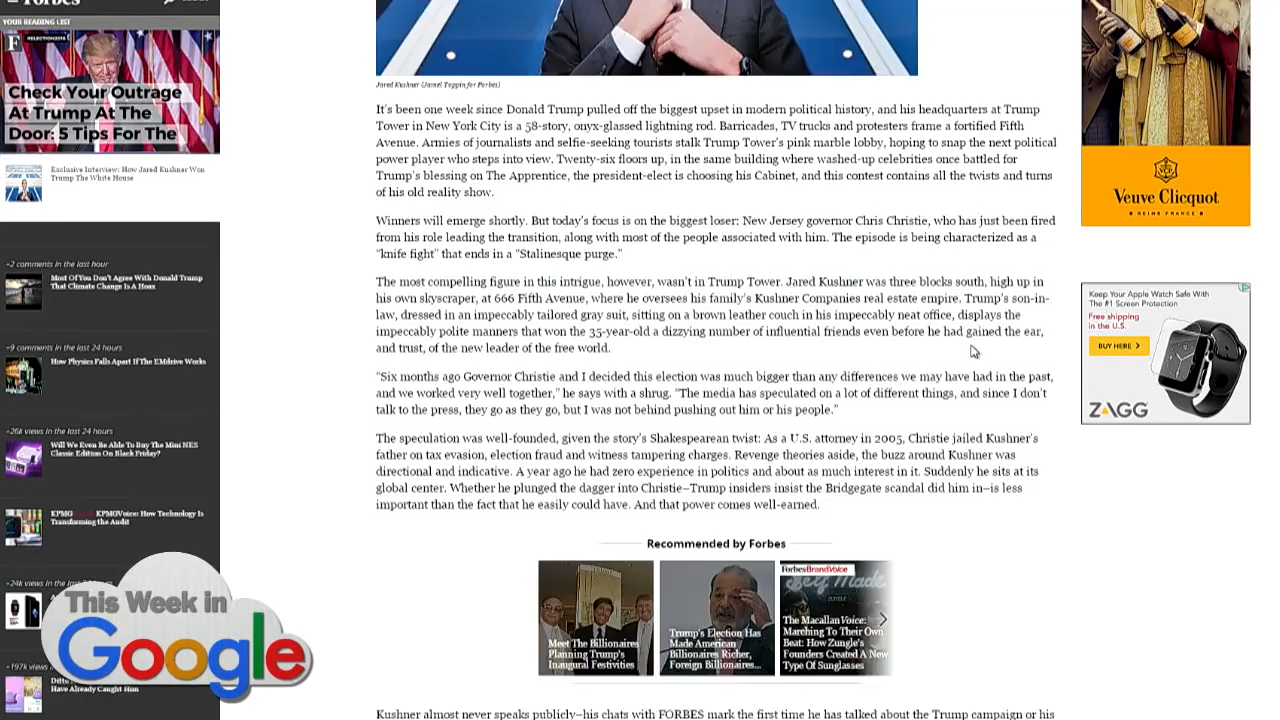 Forbes
YOUR READING LIST
F
#ELECTION2016
Check Your Outrage
At Trump At The
Door: 5 Tips For The
Exclusive Interview: How Jared Kushner Won
Trump The White House
+2 comments in the last hour
Most Of You Don't Agree With Donald Trump
That Climate Change Is A Hoax
+9 comments in the last 24 hours
How Physics Falls Apart If The EMdrive Works
+26k views in the last 24 hours
Will We Even Be Able To Buy The Mini NES
Classic Edition On Black Friday?
KPMG KPMGVoice: How Technology Is
Transforming the Audit
+24k views in the last
+197k views
Ditto
Have Already Caught Him
This Week in
Google
Jared Kushner (Jamel Toppin for Forbes)
It's been one week since Donald Trump pulled off the biggest upset in modern political history, and his headquarters at Trump
Tower in New York City is a 58-story, onyx-glassed lightning rod. Barricades, TV trucks and protesters frame a fortified Fifth
Avenue. Armies of journalists and selfie-seeking tourists stalk Trump Tower's pink marble lobby, hoping to snap the next political
power player who steps into view. Twenty-six floors up, in the same building where washed-up celebrities once battled for
Trump's blessing on The Apprentice, the president-elect is choosing his Cabinet, and this contest contains all the twists and turns
of his old reality show.
Winners will emerge shortly. But today's focus is on the biggest loser: New Jersey governor Chris Christie, who has just been fired
from his role leading the transition, along with most of the people associated with him. The episode is being characterized as a
“knife fight” that ends in a “Stalinesque purge.”
The most compelling figure in this intrigue, however, wasn't in Trump Tower. Jared Kushner was three blocks south, high up in
his own skyscraper, at 666 Fifth Avenue, where he oversees his family's Kushner Companies real estate empire. Trump's son-in-
law, dressed in an impeccably tailored gray suit, sitting on a brown leather couch in his impeccably neat office, displays the
impeccably polite manners that won the 35-year-old a dizzying number of influential friends even before he had gained the ear,
and trust, of the new leader of the free world.
“Six months ago Governor Christie and I decided this election was much bigger than any differences we may have had in the past,
and we worked very well together,” he says with a shrug. “The media has speculated on a lot of different things, and since I don't
talk to the press, they go as they go, but I was not behind pushing out him or his people.”
The speculation was well-founded, given the story's Shakespearean twist: As a U.S. attorney in 2005, Christie jailed Kushner's
father on tax evasion, election fraud and witness tampering charges. Revenge theories aside, the buzz around Kushner was
directional and indicative. A year ago he had zero experience in politics and about as much interest in it. Suddenly he sits at its
global center. Whether he plunged the dagger into Christie—Trump insiders insist the Bridgegate scandal did him in—is less
important than the fact that he easily could have. And that power comes well-earned.
Recommended by Forbes
Meet The Billionaires
Planning Trump's
Inaugural Festivities
Trump's Election Has
Made American
Billionaires Richer,
Foreign Billionaires...
Forbes BrandVoice
Self Made
The Macallan Voice:
Marching To Their Own
Beat: How Zungle's
Founders Created A New
Type Of Sunglasses
Kushner almost never speaks publicly—his chats with FORBES mark the first time he has talked about the Trump campaign or his
VCP
Veuve Clicquot
REIMS FRANCE
Keep Your Apple Watch Safe With
The #1 Screen Protection
Free shipping
in the U.S.
BUY HERE >
ZAGG